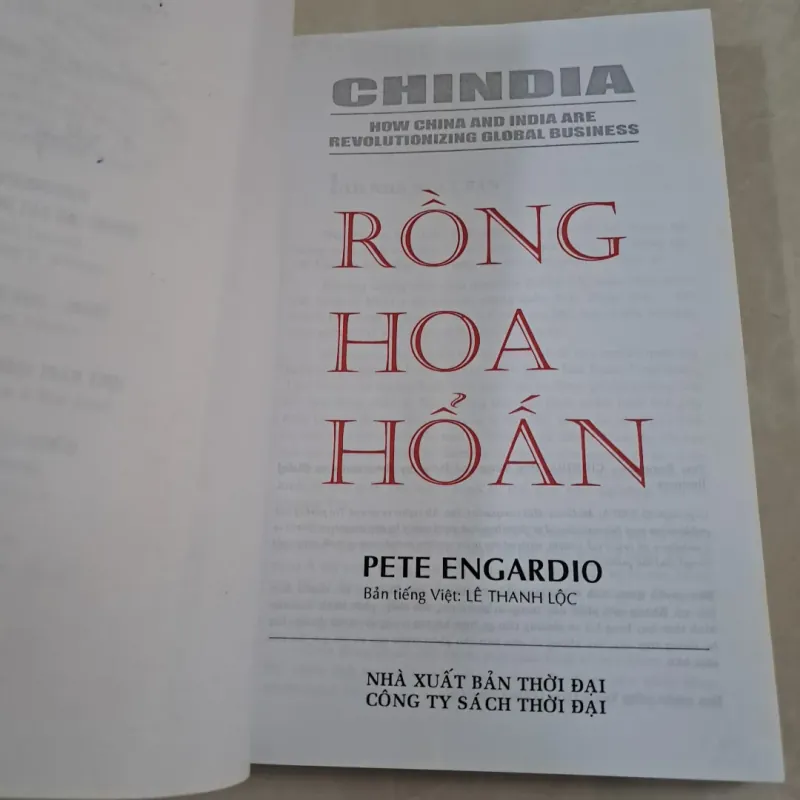 CHINDIA
HOW CHINA AND INDIA ARE
REVOLUTIONIZING GLOBAL BUSINESS
RỒNG
HOA
HỔẤN
PETE ENGARDIO
Bản tiếng Việt: LÊ THANH LỘC
NHÀ XUẤT BẢN THỜI ĐẠI
CÔNG TY SÁCH THỜI ĐẠI